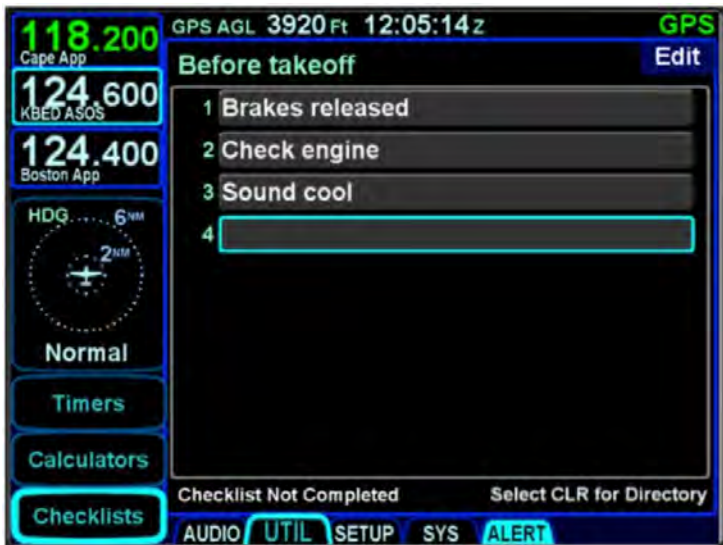 118.200
Cape App
124.600
KBED ASOS
124.400
Boston App
HDG
6NM
2NM
Normal
Timers
Calculators
Checklists
GPS AGL 3920 Ft 12:05:14 Z GPS
Before takeoff Edit
1 Brakes released
2 Check engine
3 Sound cool
4
Checklist Not Completed Select CLR for Directory
AUDIO UTIL SETUP SYS ALERT